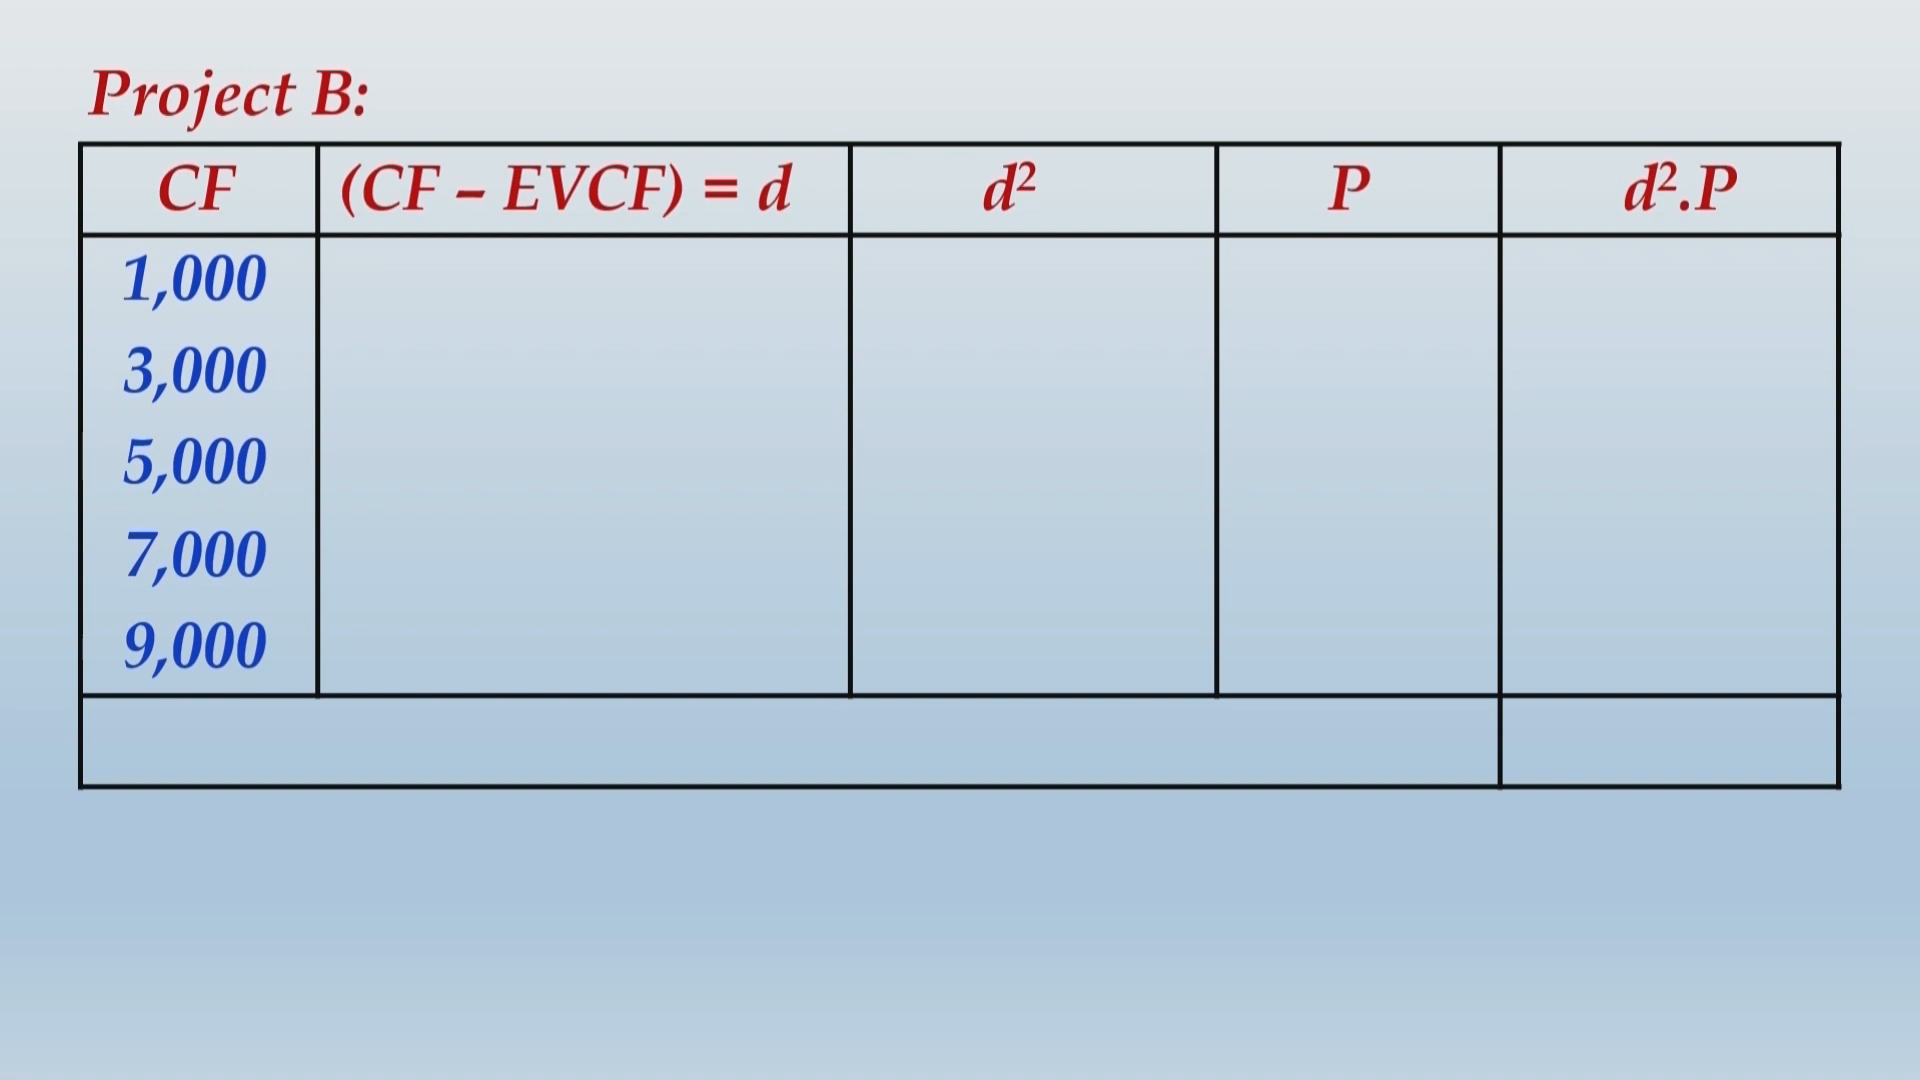 Project B:
CF (CF – EVCF) = d d² P d².P
1,000
3,000
5,000
7,000
9,000